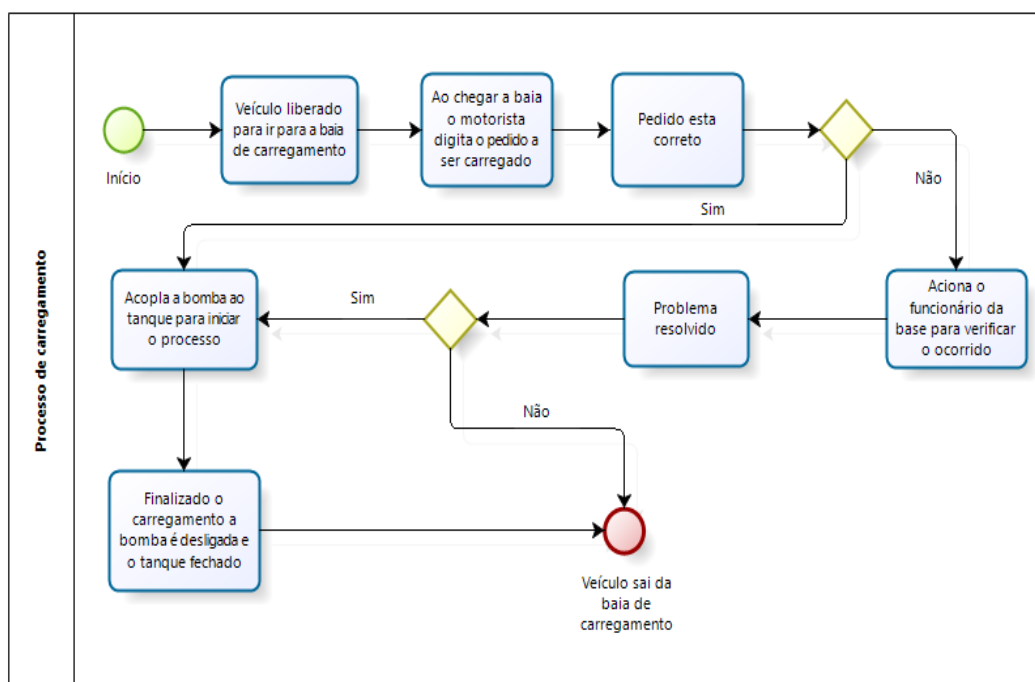 Processo de carregamento
Veículo liberado
para ir para a baia
de carregamento
Ao chegar a baia
o motorista
digita o pedido a
ser carregado
Pedido esta
correto
Início
Não
Sim
Acopla a bomba ao
tanque para iniciar
o processo
Sim
Problema
resolvido
Aciona o
funcionário da
base para verificar
o ocorrido
Não
Finalizado o
carregamento a
bomba é desligada e
o tanque fechado
Veículo sai da
baia de
carregamento